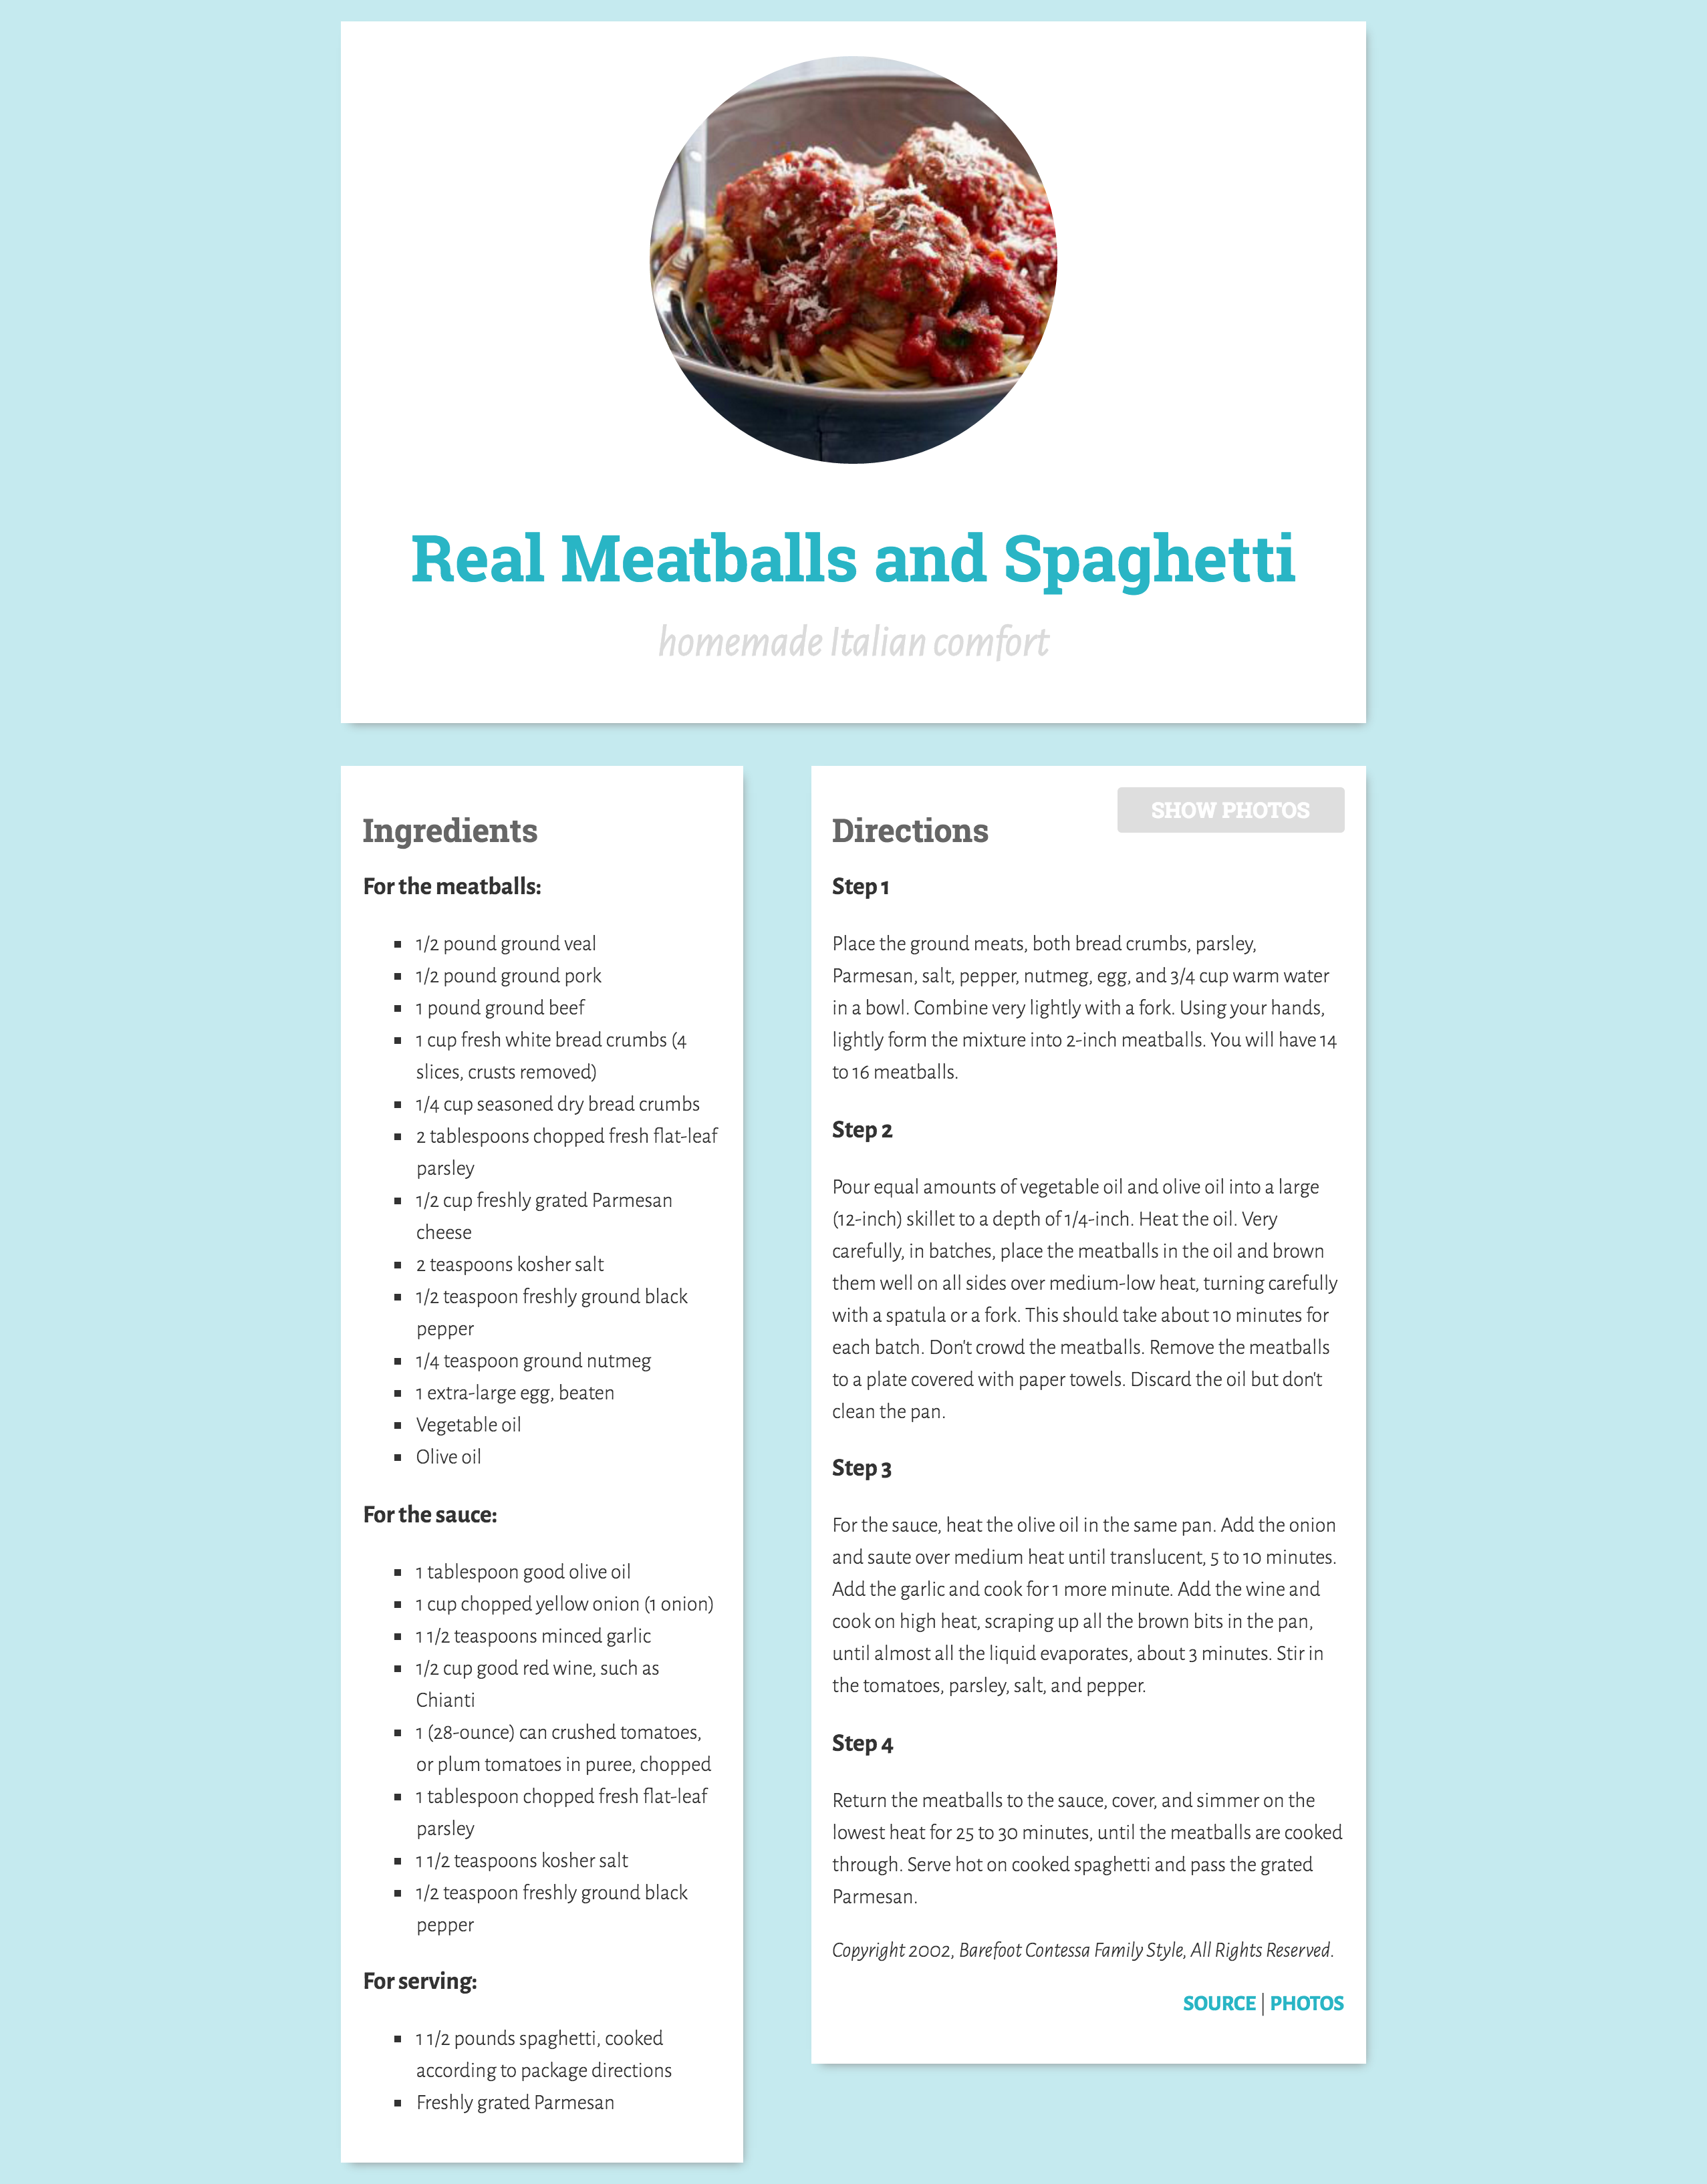 Real Meatballs and Spaghetti
homemade Italian comfort
Ingredients
For the meatballs:
1/2 pound ground veal
1/2 pound ground pork
1 pound ground beef
1 cup fresh white bread crumbs (4
slices, crusts removed)
1/4 cup seasoned dry bread crumbs
2 tablespoons chopped fresh flat-leaf
parsley
1/2 cup freshly grated Parmesan
cheese
2 teaspoons kosher salt
1/2 teaspoon freshly ground black
pepper
1/4 teaspoon ground nutmeg
1 extra-large egg, beaten
Vegetable oil
Olive oil
For the sauce:
1 tablespoon good olive oil
1 cup chopped yellow onion (1 onion)
1 1/2 teaspoons minced garlic
1/2 cup good red wine, such as
Chianti
1 (28-ounce) can crushed tomatoes,
or plum tomatoes in puree, chopped
1 tablespoon chopped fresh flat-leaf
parsley
1 1/2 teaspoons kosher salt
1/2 teaspoon freshly ground black
pepper
For serving:
1 1/2 pounds spaghetti, cooked
according to package directions
Freshly grated Parmesan
SHOW PHOTOS
Directions
Step 1
Place the ground meats, both bread crumbs, parsley,
Parmesan, salt, pepper, nutmeg, egg, and 3/4 cup warm water
in a bowl. Combine very lightly with a fork. Using your hands,
lightly form the mixture into 2-inch meatballs. You will have 14
to 16 meatballs.
Step 2
Pour equal amounts of vegetable oil and olive oil into a large
(12-inch) skillet to a depth of 1/4-inch. Heat the oil. Very
carefully, in batches, place the meatballs in the oil and brown
them well on all sides over medium-low heat, turning carefully
with a spatula or a fork. This should take about 10 minutes for
each batch. Don't crowd the meatballs. Remove the meatballs
to a plate covered with paper towels. Discard the oil but don't
clean the pan.
Step 3
For the sauce, heat the olive oil in the same pan. Add the onion
and saute over medium heat until translucent, 5 to 10 minutes.
Add the garlic and cook for 1 more minute. Add the wine and
cook on high heat, scraping up all the brown bits in the pan,
until almost all the liquid evaporates, about 3 minutes. Stir in
the tomatoes, parsley, salt, and pepper.
Step 4
Return the meatballs to the sauce, cover, and simmer on the
lowest heat for 25 to 30 minutes, until the meatballs are cooked
through. Serve hot on cooked spaghetti and pass the grated
Parmesan.
Copyright 2002, Barefoot Contessa Family Style, All Rights Reserved.
SOURCE | PHOTOS